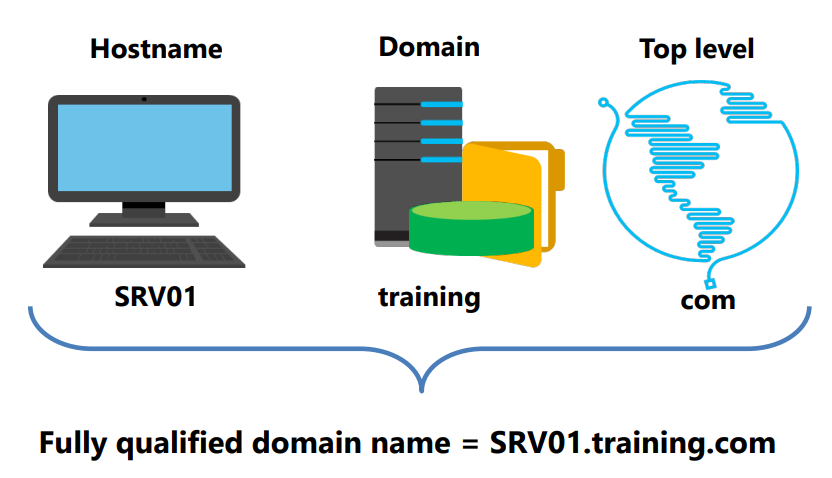 Hostname
Domain
Top level
SRV01
training
com
Fully qualified domain name = SRV01.training.com